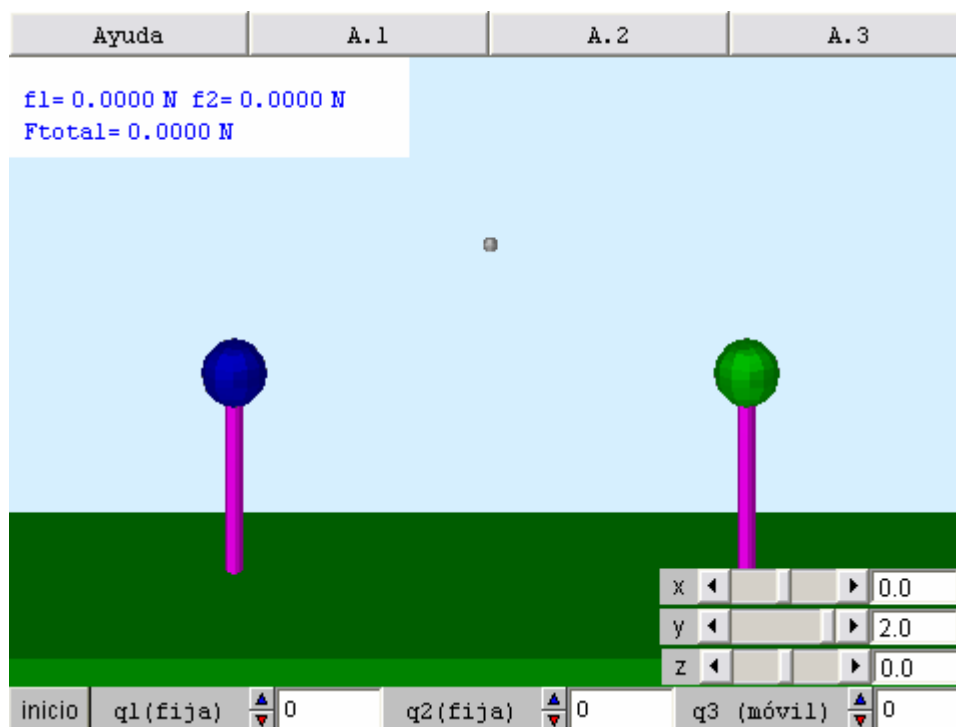 Ayuda A.1 A.2 A.3
f1= 0.0000 N f2= 0.0000 N
Ftotal= 0.0000 N
x 0.0
y 2.0
z 0.0
inicio q1(fija) 0 q2(fija) 0 q3 (móvil) 0